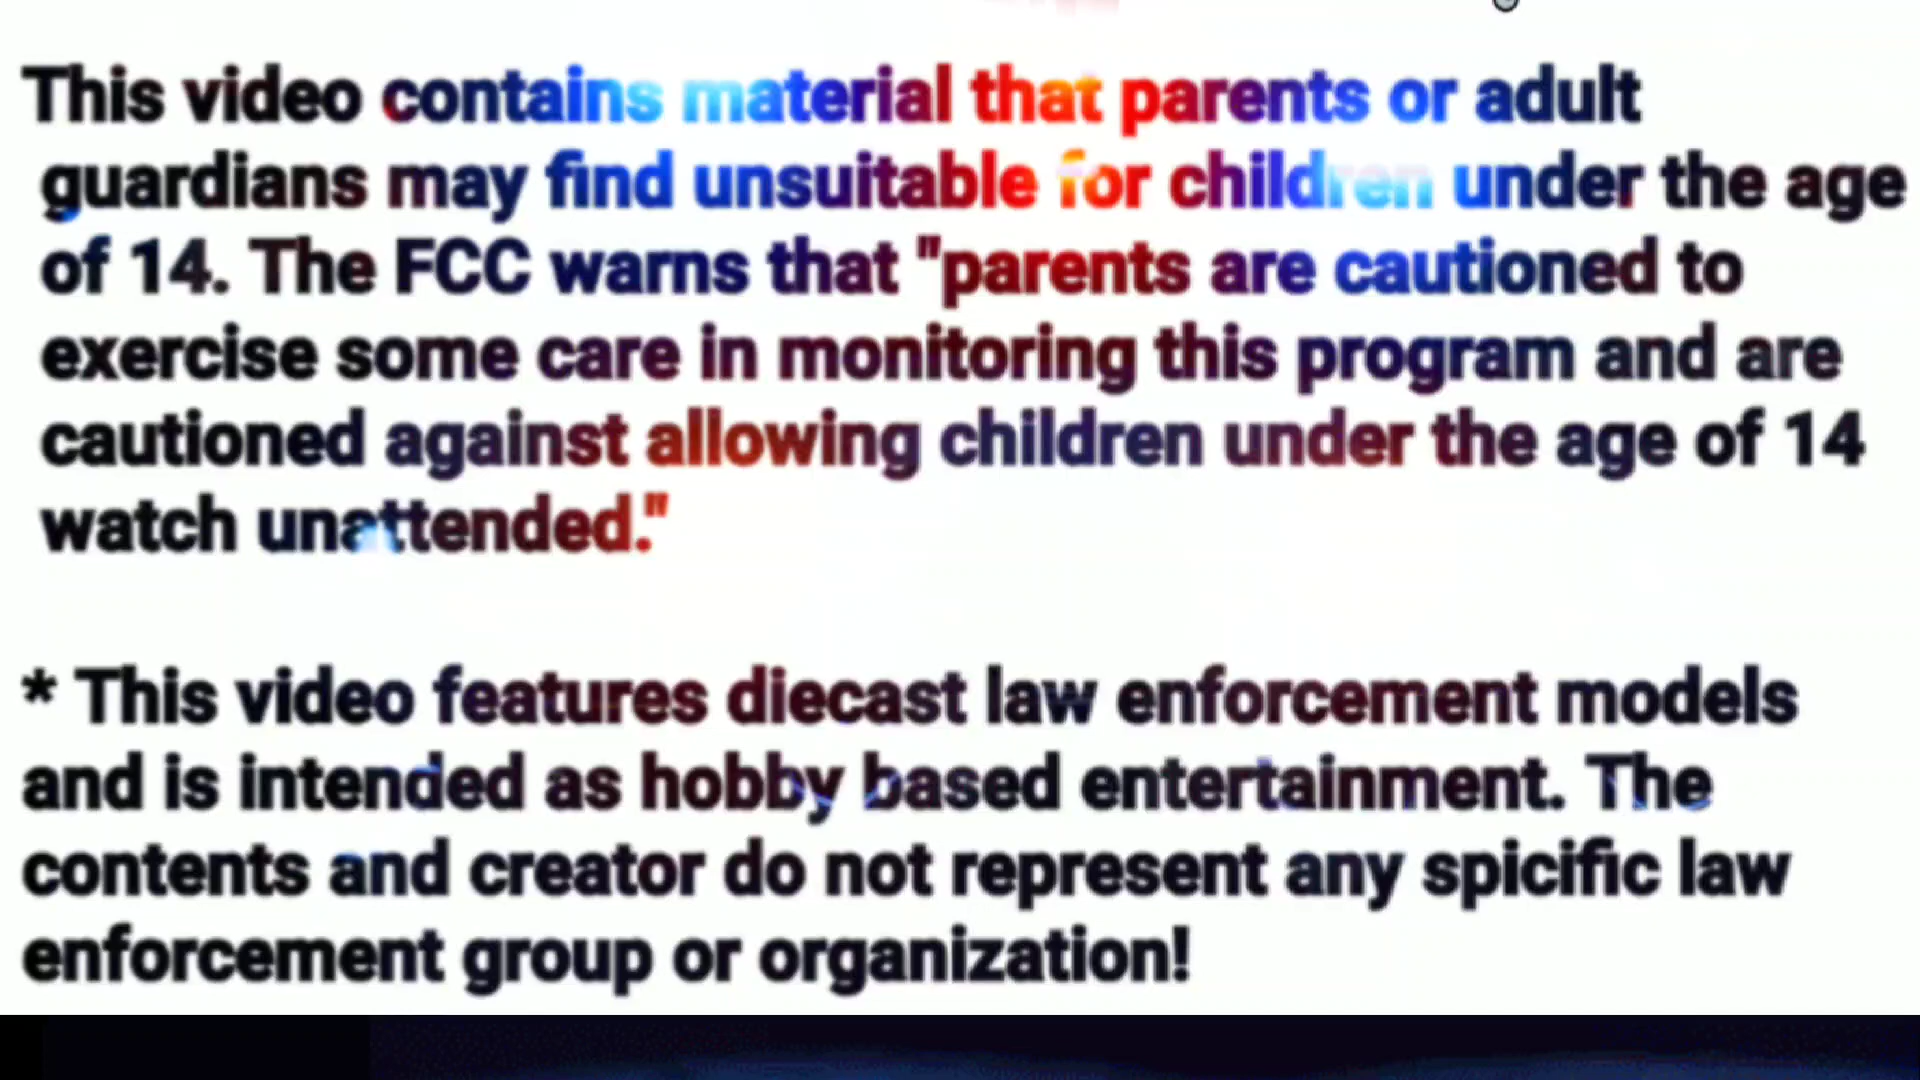 This video contains material that parents or adult
guardians may find unsuitable for children under the age
of 14. The FCC warns that "parents are cautioned to
exercise some care in monitoring this program and are
cautioned against allowing children under the age of 14
watch unattended."
* This video features diecast law enforcement models
and is intended as hobby based entertainment. The
contents and creator do not represent any spicific law
enforcement group or organization!